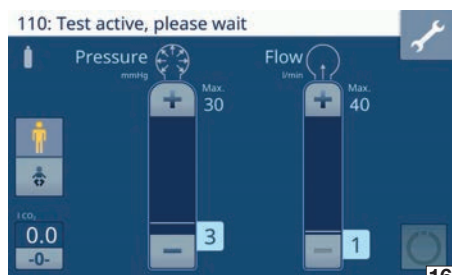 110: Test active, please wait
Pressure
mmHg
Flow
l/min
Max.
30
Max.
40
+
+
3
1
−
−
I CO₂
0.0
-0-
16